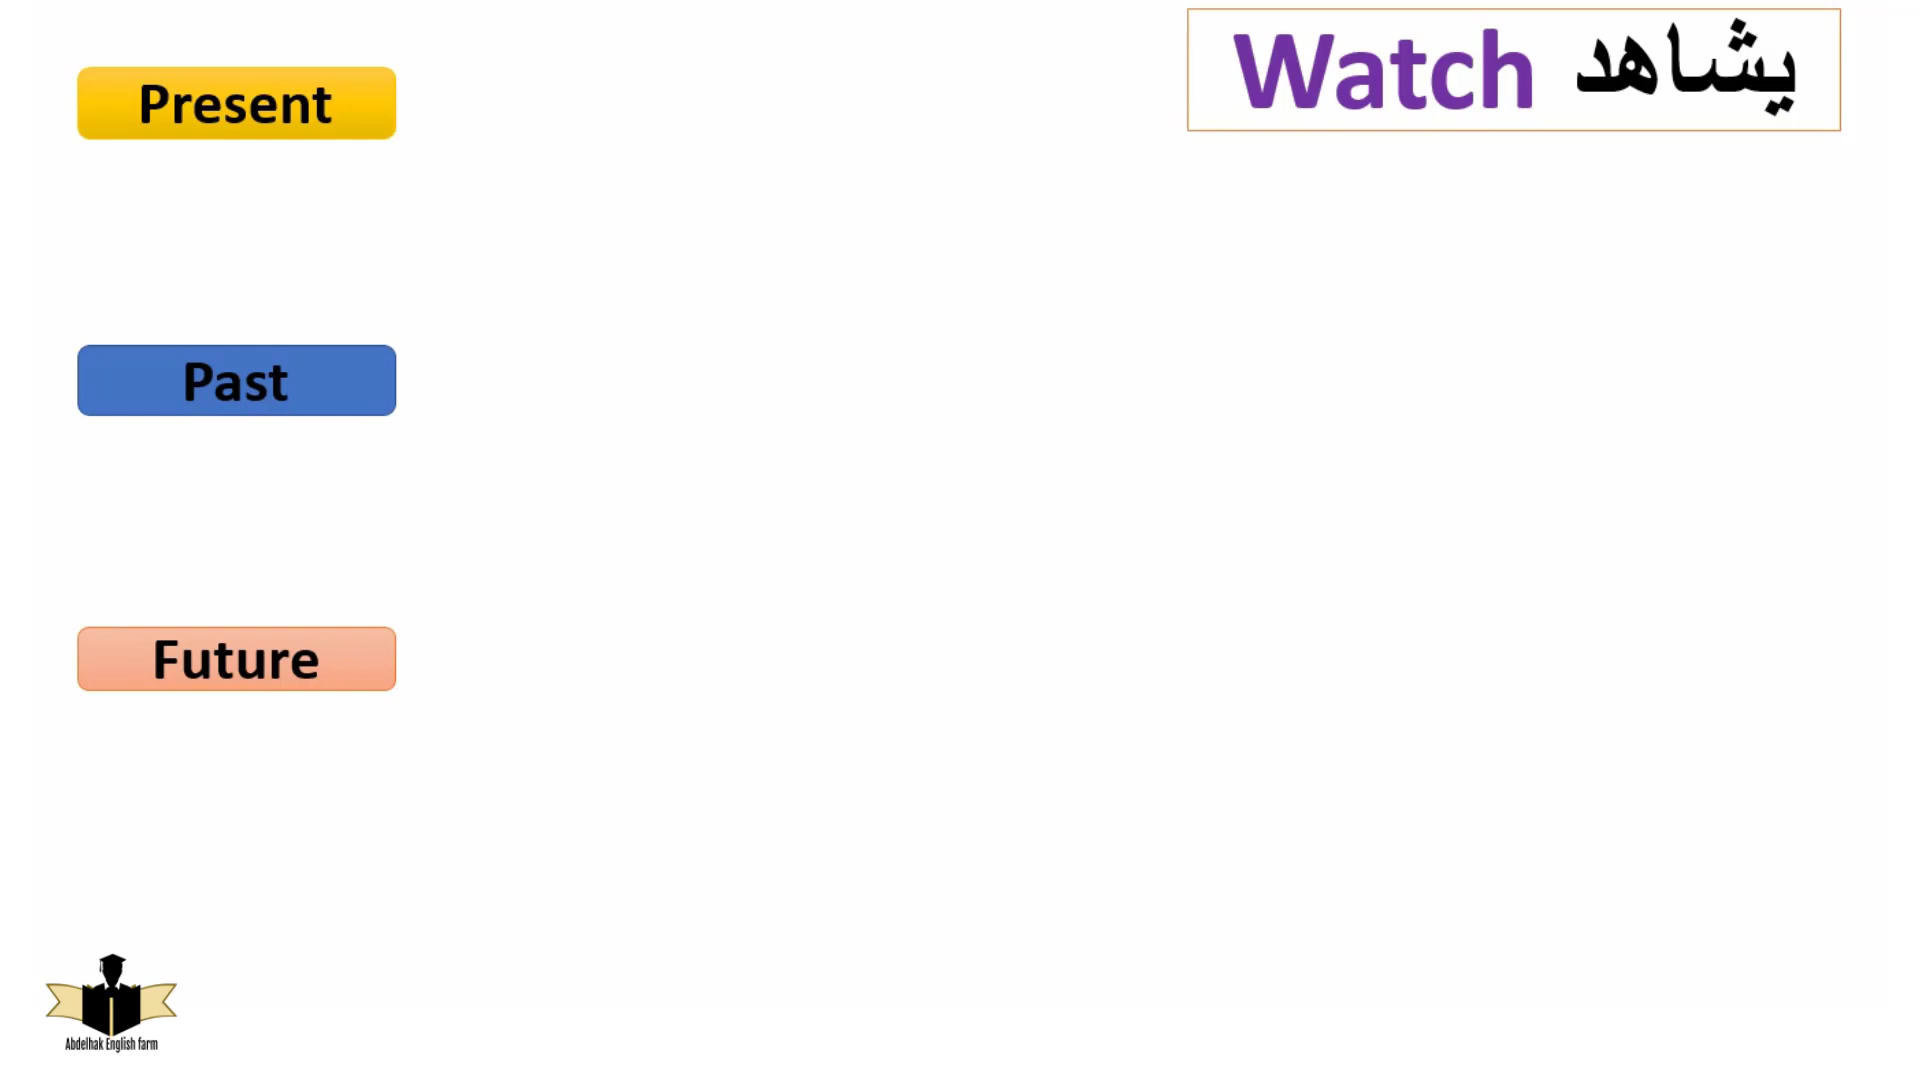 Watch يشاهد
Present
Past
Future
Abdelhak English farm